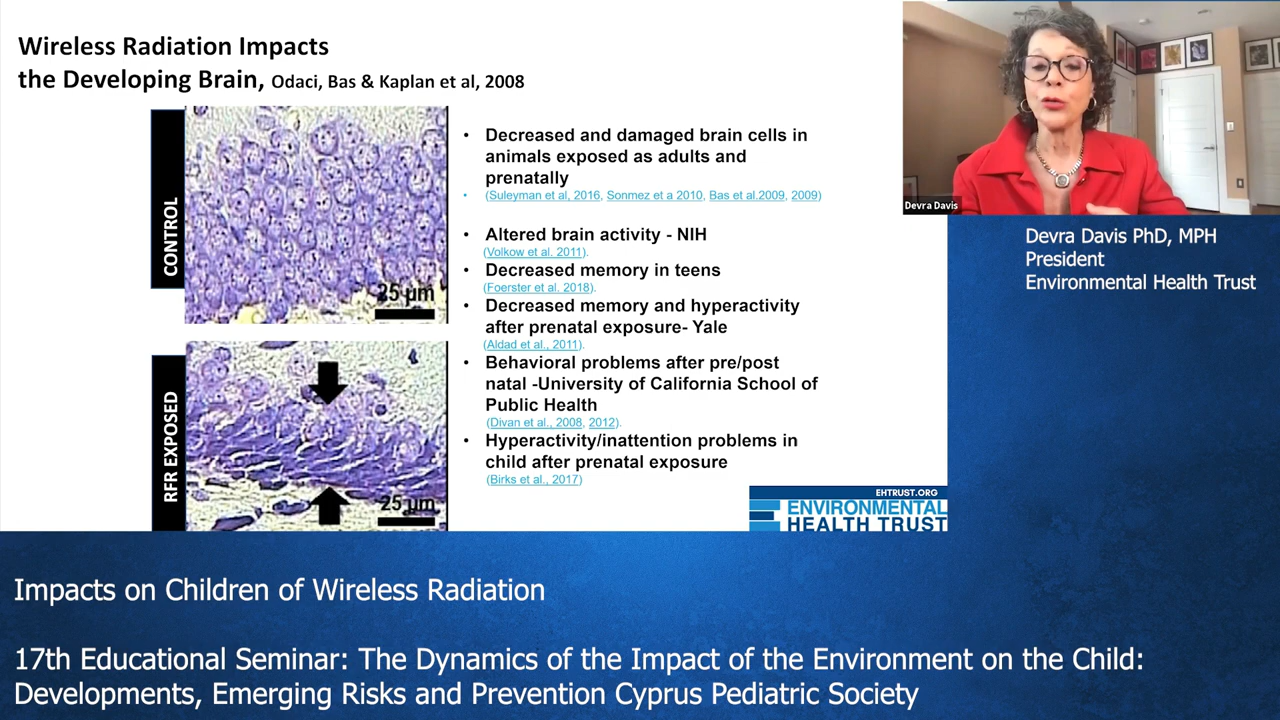 Wireless Radiation Impacts
the Developing Brain, Odaci, Bas & Kaplan et al, 2008
CONTROL
25 µm
RFR EXPOSED
25 µm
• Decreased and damaged brain cells in
animals exposed as adults and
prenatally
• (Suleyman et al, 2016, Sonmez et a 2010, Bas et al.2009, 2009)
• Altered brain activity - NIH
(Volkow et al. 2011).
• Decreased memory in teens
(Foerster et al. 2018).
• Decreased memory and hyperactivity
after prenatal exposure- Yale
(Aldad et al., 2011).
• Behavioral problems after pre/post
natal -University of California School of
Public Health
(Divan et al., 2008, 2012).
• Hyperactivity/inattention problems in
child after prenatal exposure
(Birks et al., 2017)
EHTRUST.ORG
ENVIRONMENTAL
HEALTH TRUST
Devra Davis
Devra Davis PhD, MPH
President
Environmental Health Trust
Impacts on Children of Wireless Radiation
17th Educational Seminar: The Dynamics of the Impact of the Environment on the Child:
Developments, Emerging Risks and Prevention Cyprus Pediatric Society